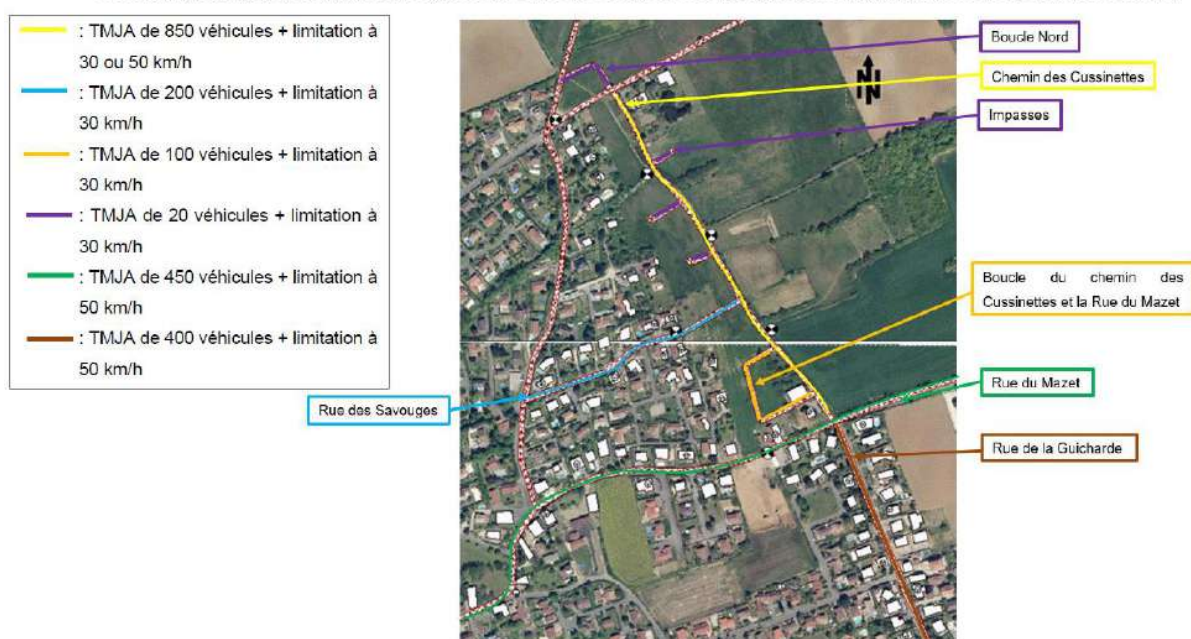 : TMJA de 850 véhicules + limitation à
30 ou 50 km/h
: TMJA de 200 véhicules + limitation à
30 km/h
: TMJA de 100 véhicules + limitation à
30 km/h
: TMJA de 20 véhicules + limitation à
30 km/h
: TMJA de 450 véhicules + limitation à
50 km/h
: TMJA de 400 véhicules + limitation à
50 km/h
Boucle Nord
Chemin des Cussinettes
Impasses
N
Boucle du chemin des
Cussinettes et la Rue du Mazet
Rue du Mazet
Rue des Savouges
Rue de la Guicharde